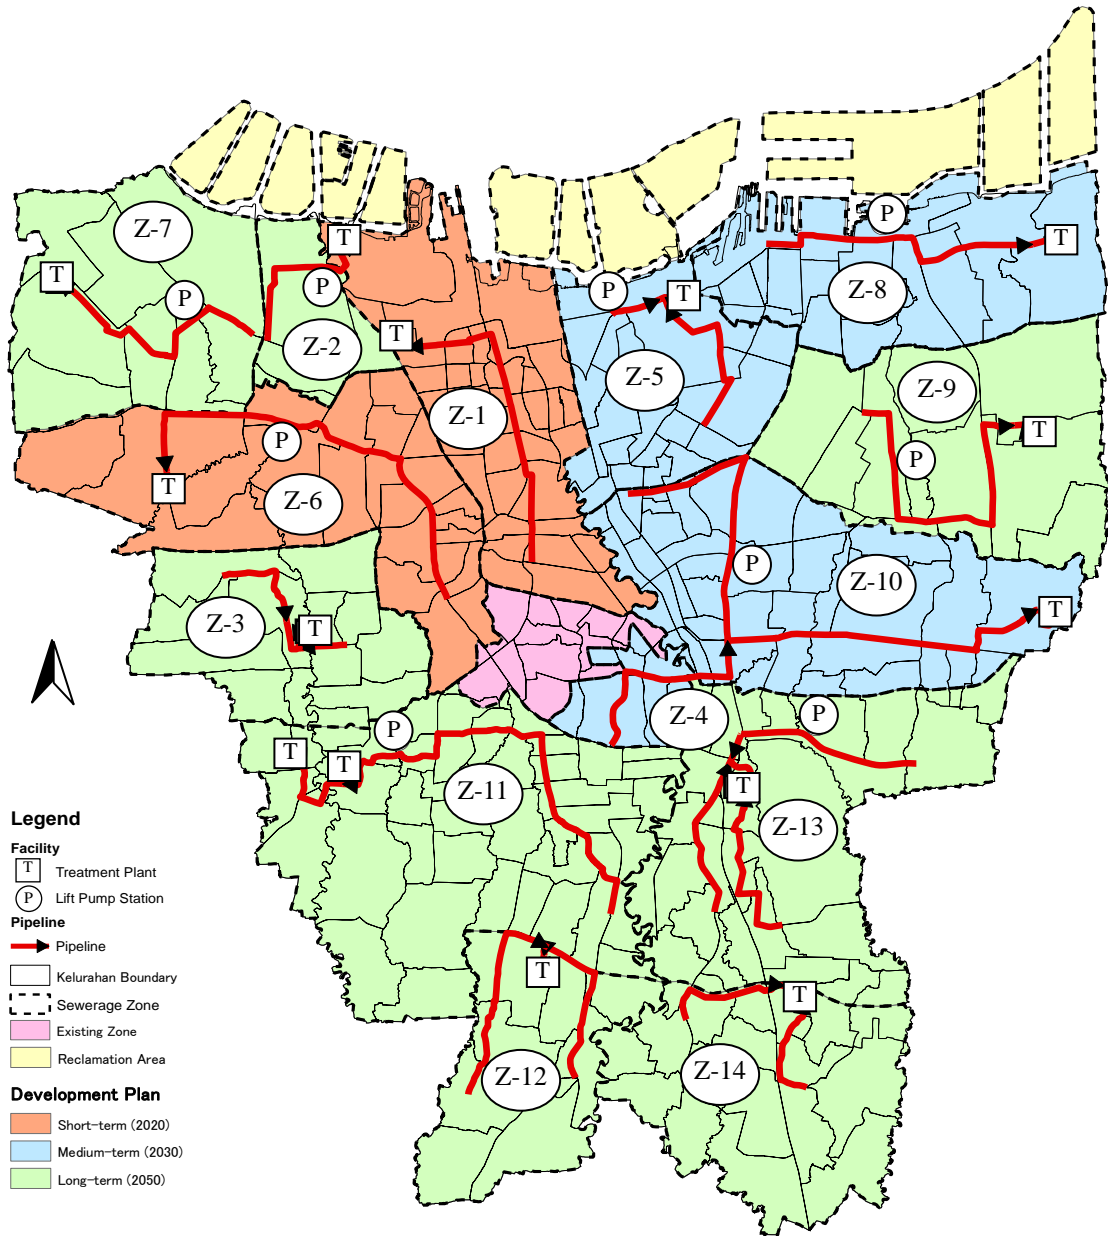 P
Z-7
T
T
P
P
T
P
T
Z-8
Z-2
T
Z-5
Z-9
Z-1
P
T
P
T
Z-6
P
Z-10
T
Z-3
T
Z-4
P
P
T
T
T
Z-11
Z-13
T
T
Z-12
Z-14
Legend
Facility
T Treatment Plant
P Lift Pump Station
Pipeline
Pipeline
Kelurahan Boundary
Sewerage Zone
Existing Zone
Reclamation Area
Development Plan
Short-term (2020)
Medium-term (2030)
Long-term (2050)